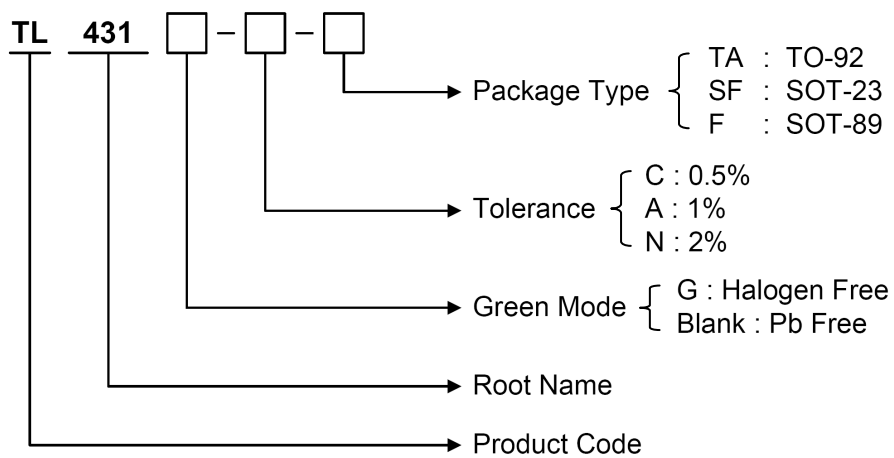 TL 431 – –
Package Type
TA : TO-92
SF : SOT-23
F : SOT-89
Tolerance
C : 0.5%
A : 1%
N : 2%
Green Mode
G : Halogen Free
Blank : Pb Free
Root Name
Product Code